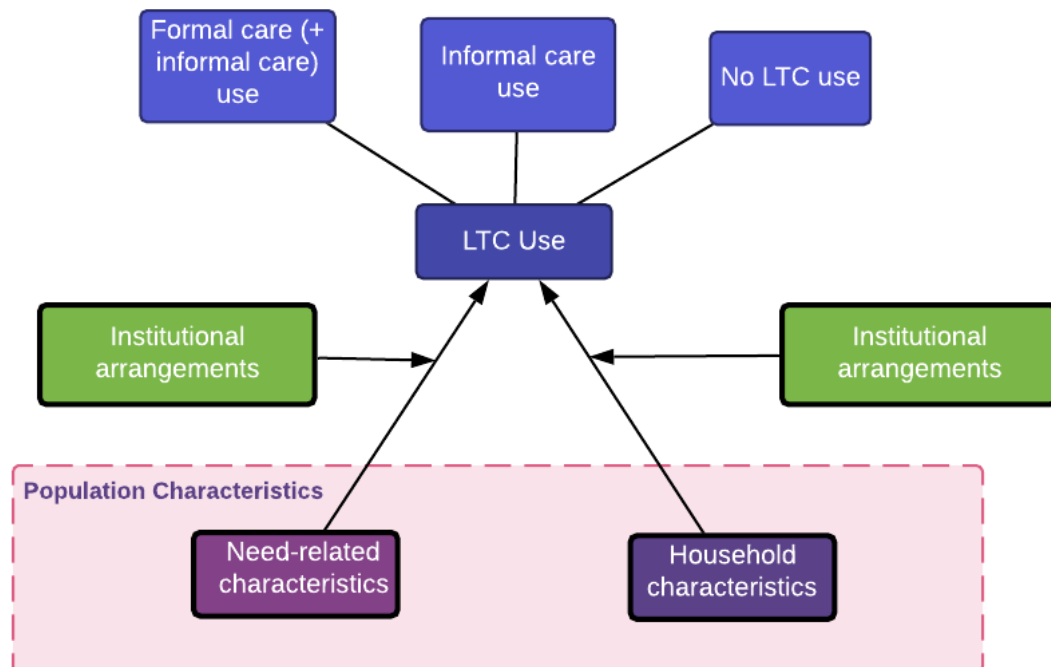 Formal care (+
informal care)
use
Informal care
use
No LTC use
LTC Use
Institutional
arrangements
Institutional
arrangements
Population Characteristics
Need-related
characteristics
Household
characteristics